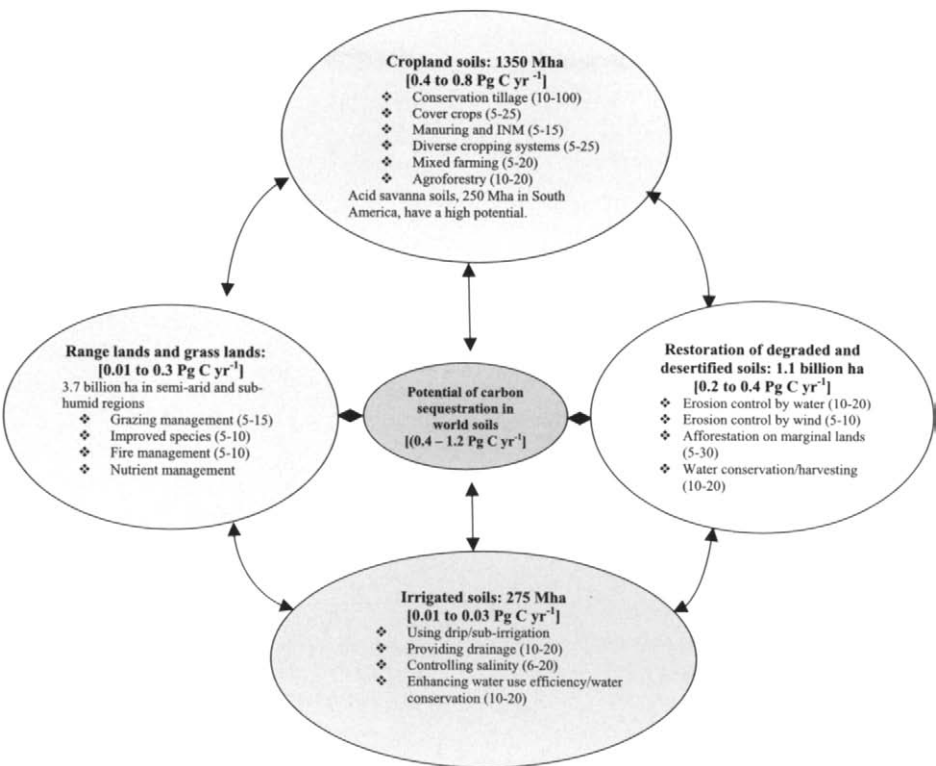 Cropland soils: 1350 Mha
[0.4 to 0.8 Pg C yr -1]
❖ Conservation tillage (10-100)
❖ Cover crops (5-25)
❖ Manuring and INM (5-15)
❖ Diverse cropping systems (5-25)
❖ Mixed farming (5-20)
❖ Agroforestry (10-20)
Acid savanna soils, 250 Mha in South
America, have a high potential.
Range lands and grass lands:
[0.01 to 0.3 Pg C yr-1]
3.7 billion ha in semi-arid and sub-
humid regions
❖ Grazing management (5-15)
❖ Improved species (5-10)
❖ Fire management (5-10)
❖ Nutrient management
Potential of carbon
sequestration in
world soils
[(0.4 – 1.2 Pg C yr-1]
Restoration of degraded and
desertified soils: 1.1 billion ha
[0.2 to 0.4 Pg C yr-1]
❖ Erosion control by water (10-20)
❖ Erosion control by wind (5-10)
❖ Afforestation on marginal lands
(5-30)
❖ Water conservation/harvesting
(10-20)
Irrigated soils: 275 Mha
[0.01 to 0.03 Pg C yr-1]
❖ Using drip/sub-irrigation
❖ Providing drainage (10-20)
❖ Controlling salinity (6-20)
❖ Enhancing water use efficiency/water
conservation (10-20)